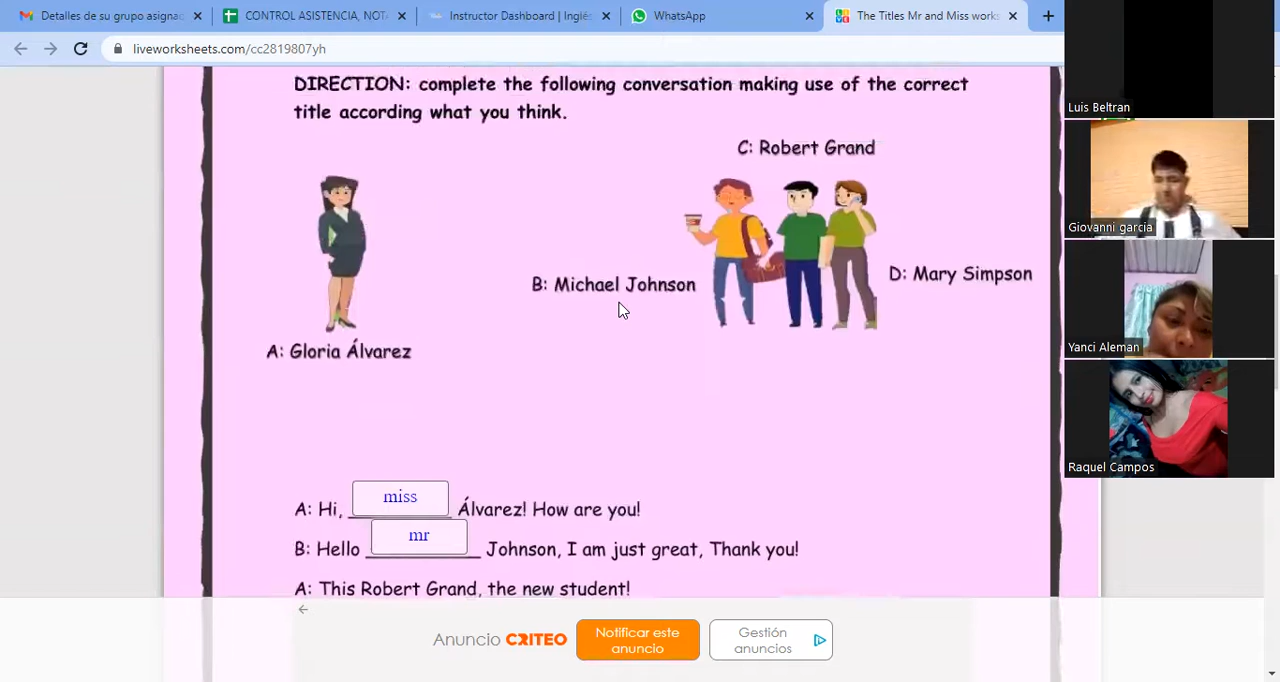 Detalles de su grupo asignac
CONTROL ASISTENCIA, NOT
Instructor Dashboard | Inglés
WhatsApp
The Titles Mr and Miss works
liveworksheets.com/cc2819807yh
DIRECTION: complete the following conversation making use of the correct
title according what you think.
C: Robert Grand
B: Michael Johnson
D: Mary Simpson
A: Gloria Álvarez
A: Hi, miss Álvarez! How are you!
B: Hello mr Johnson, I am just great, Thank you!
A: This Robert Grand, the new student!
Anuncio CRITEO
Notificar este
anuncio
Gestión
anuncios
Luis Beltran
Giovanni garcia
Yanci Aleman
Raquel Campos